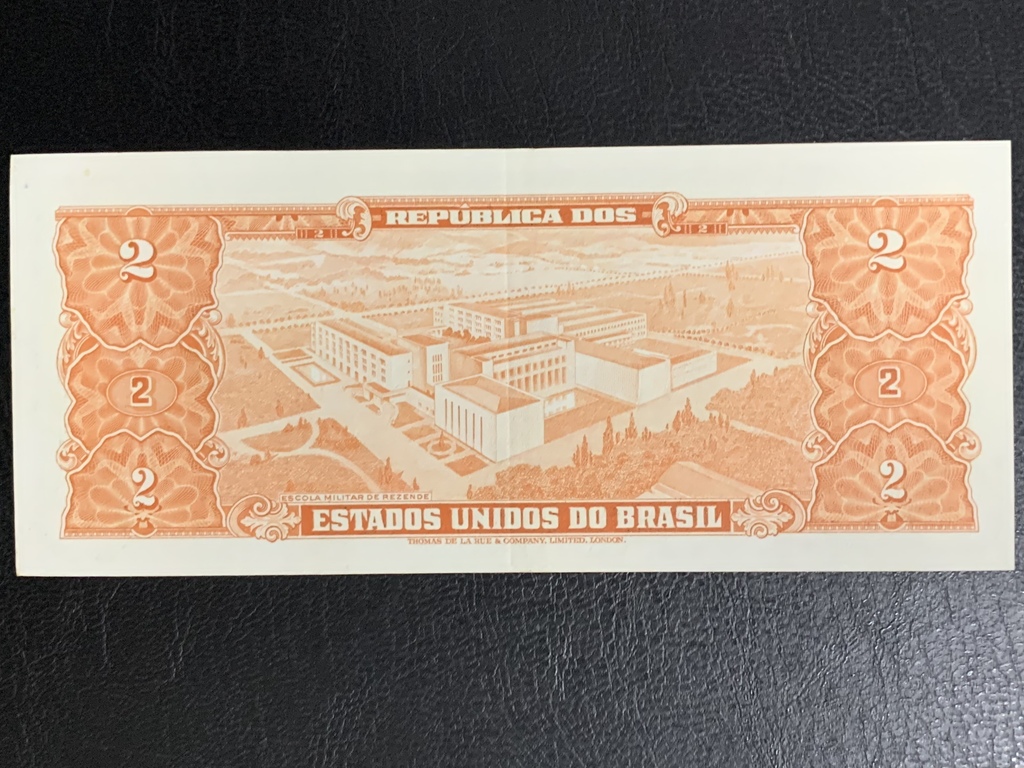 REPÚBLICA DOS
2 2
2 2
2 2
2 2
ESCOLA MILITAR DE REZENDE
ESTADOS UNIDOS DO BRASIL
THOMAS DE LA RUE & COMPANY, LIMITED, LONDON.